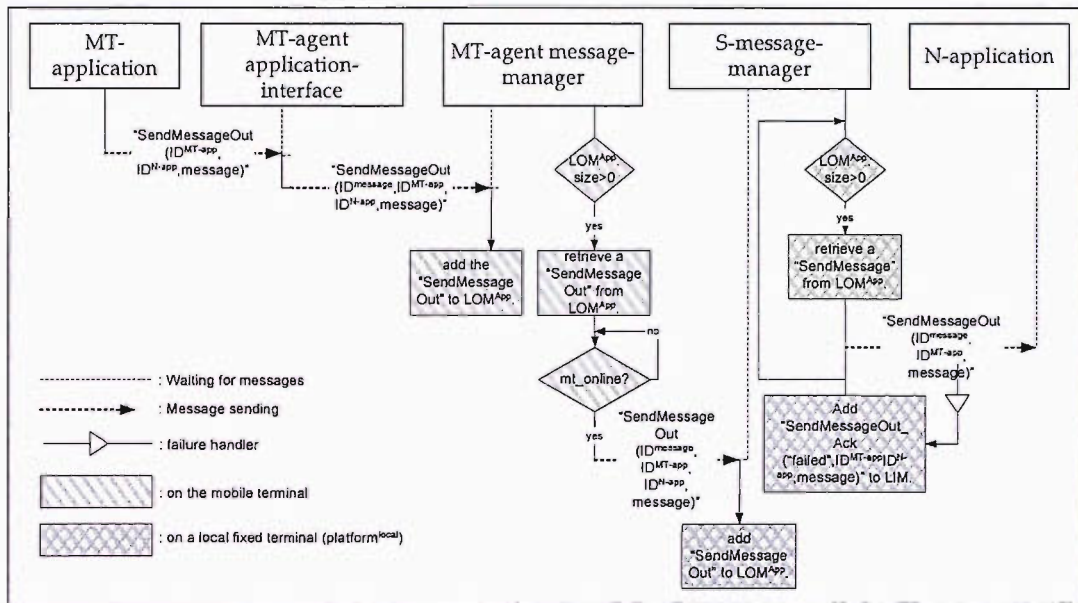 MT-
application
MT-agent
application-
interface
MT-agent message-
manager
S-message-
manager
N-application
"SendMessageOut
(ID^MT-app,
ID^N-app,message)"
"SendMessageOut
(ID^message,ID^MT-app,
ID^N-app,message)"
LOM^App.
size>0
yes
add the
"SendMessage
Out" to LOM^App.
retrieve a
"SendMessage
Out" from
LOM^App.
no
mt_online?
yes
"SendMessage
Out
(ID^message,
ID^MT-app,
ID^N-app,
message)"
add
"SendMessage
Out" to LOM^App.
LOM^App.
size>0
yes
retrieve a
"SendMessage"
from LOM^App.
"SendMessageOut
(ID^message,
ID^MT-app,
message)"
Add
"SendMessageOut_
Ack
("failed",ID^MT-app ID^N-
app,message)" to LIM.
: Waiting for messages
: Message sending
: failure handler
: on the mobile terminal
: on a local fixed terminal (platform^local)